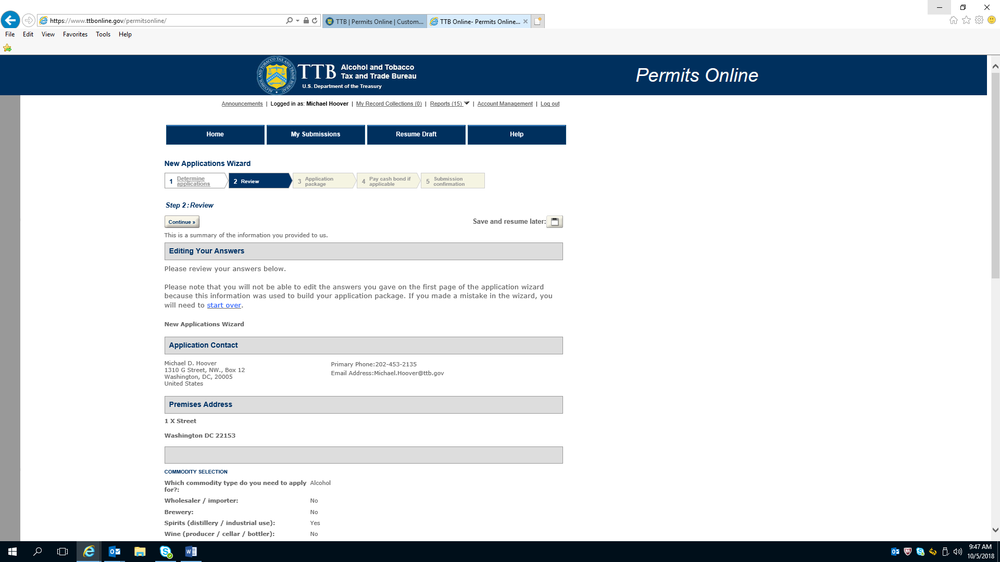 https://www.ttbonline.gov/permitsonline/
TTB | Permits Online | Custom...
TTB Online- Permits Online...
File Edit View Favorites Tools Help
TTB
Alcohol and Tobacco
Tax and Trade Bureau
U.S. Department of the Treasury
Permits Online
Announcements | Logged in as: Michael Hoover | My Record Collections (0) | Reports (15) | Account Management | Log out
Home
My Submissions
Resume Draft
Help
New Applications Wizard
1 Determine applications
2 Review
3 Application package
4 Pay cash bond if applicable
5 Submission confirmation
Step 2:Review
Continue »
Save and resume later:
This is a summary of the information you provided to us.
Editing Your Answers
Please review your answers below.
Please note that you will not be able to edit the answers you gave on the first page of the application wizard
because this information was used to build your application package. If you made a mistake in the wizard, you
will need to start over.
New Applications Wizard
Application Contact
Michael D. Hoover
1310 G Street, NW., Box 12
Washington, DC, 20005
United States
Primary Phone:202-453-2135
Email Address:Michael.Hoover@ttb.gov
Premises Address
1 X Street
Washington DC 22153
COMMODITY SELECTION
Which commodity type do you need to apply for?: Alcohol
Wholesaler / importer: No
Brewery: No
Spirits (distillery / industrial use): Yes
Wine (producer / cellar / bottler): No
9:47 AM
10/5/2018